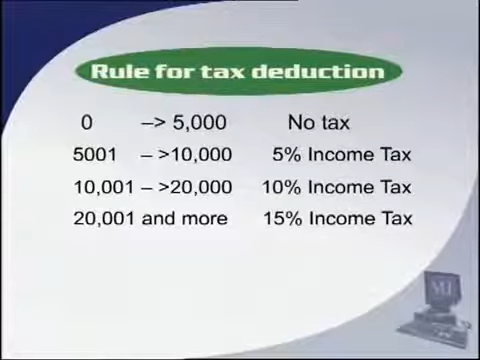 Rule for tax deduction
0 –> 5,000 No tax
5001 – >10,000 5% Income Tax
10,001 – >20,000 10% Income Tax
20,001 and more 15% Income Tax